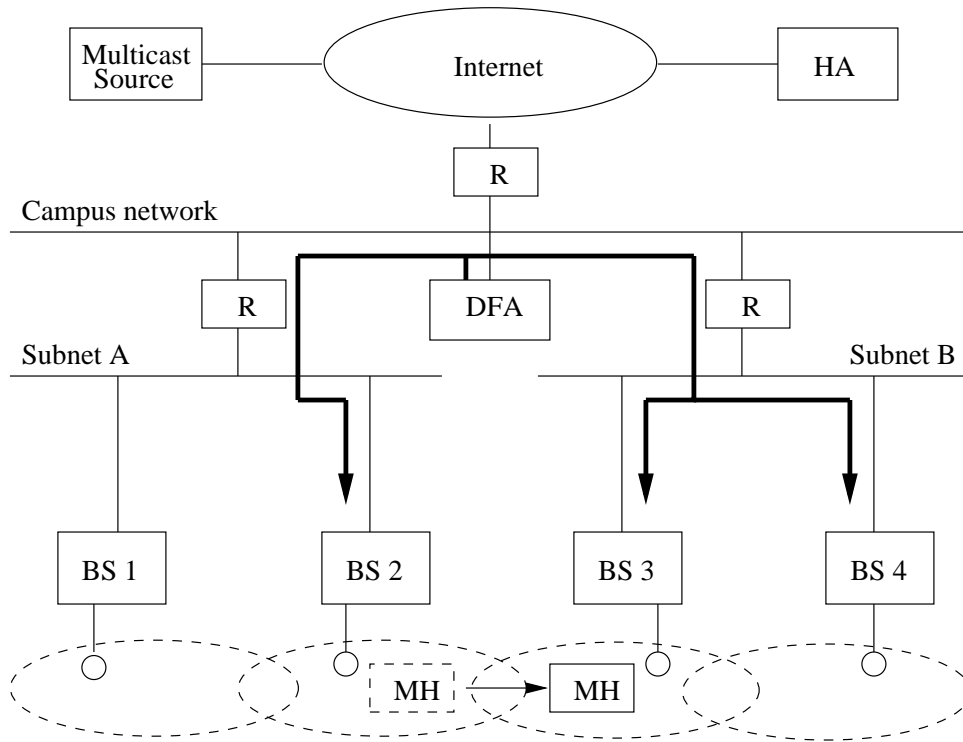 Multicast
Source
Internet
HA
R
Campus network
R
DFA
R
Subnet A
Subnet B
BS 1
BS 2
BS 3
BS 4
MH
MH